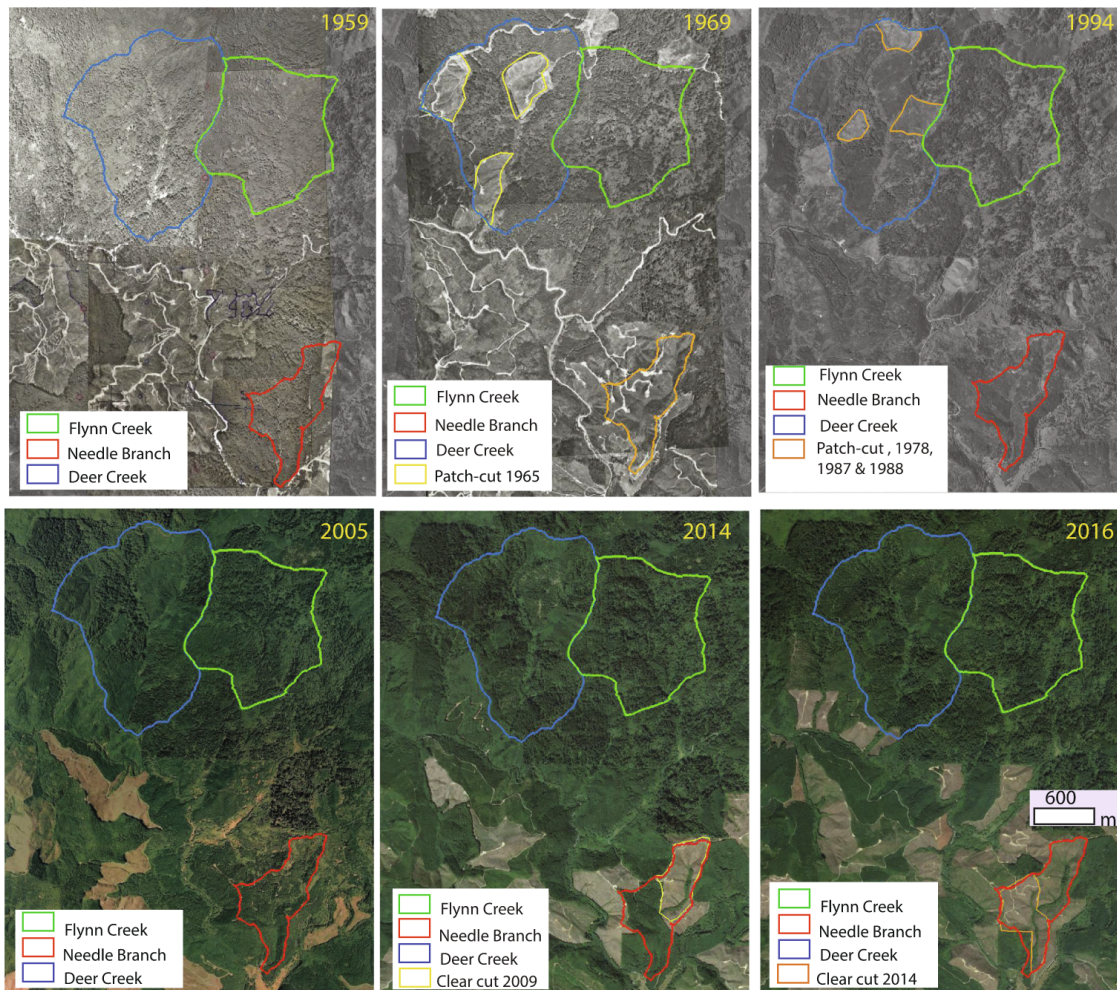 1959
Flynn Creek
Needle Branch
Deer Creek
1969
Flynn Creek
Needle Branch
Deer Creek
Patch-cut 1965
1994
Flynn Creek
Needle Branch
Deer Creek
Patch-cut , 1978,
1987 & 1988
2005
Flynn Creek
Needle Branch
Deer Creek
2014
Flynn Creek
Needle Branch
Deer Creek
Clear cut 2009
2016
600
m
Flynn Creek
Needle Branch
Deer Creek
Clear cut 2014